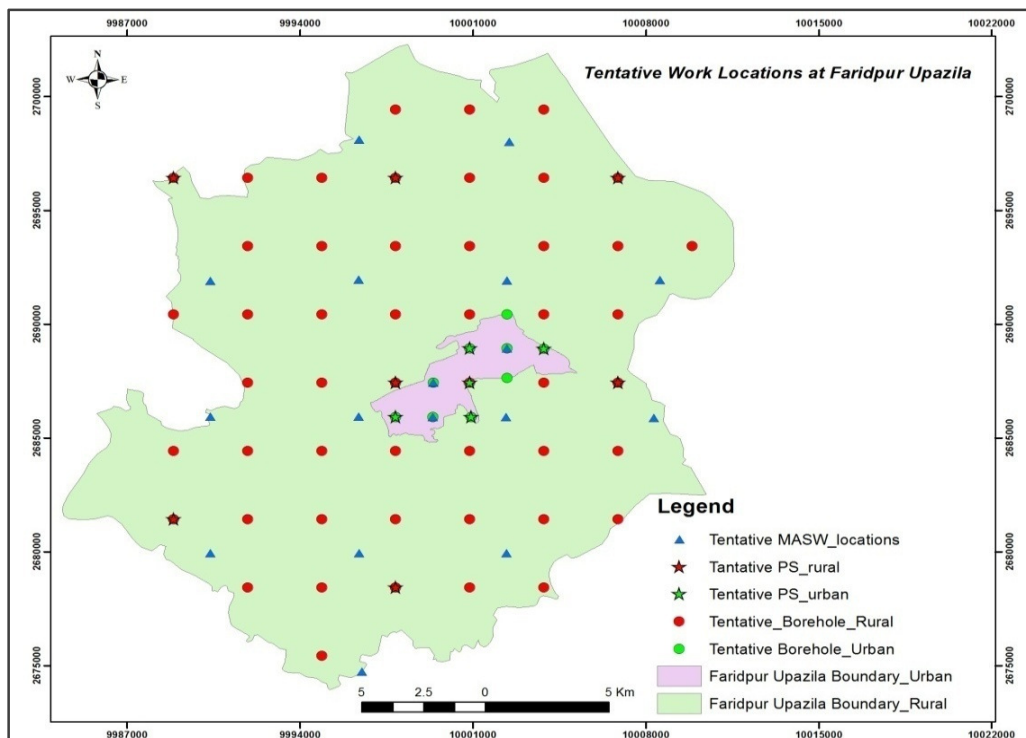 9987000 9994000 10001000 10008000 10015000 10022000
N
W E
S
Tentative Work Locations at Faridpur Upazila
2700000 2700000
2695000 2695000
2690000 2690000
2685000 2685000
2680000 2680000
2675000 2675000
Legend
Tentative MASW_locations
Tantative PS_rural
Tentative PS_urban
Tentative_Borehole_Rural
Tentative Borehole_Urban
Faridpur Upazila Boundary_Urban
Faridpur Upazila Boundary_Rural
5 2.5 0 5 Km
9987000 9994000 10001000 10008000 10015000 10022000